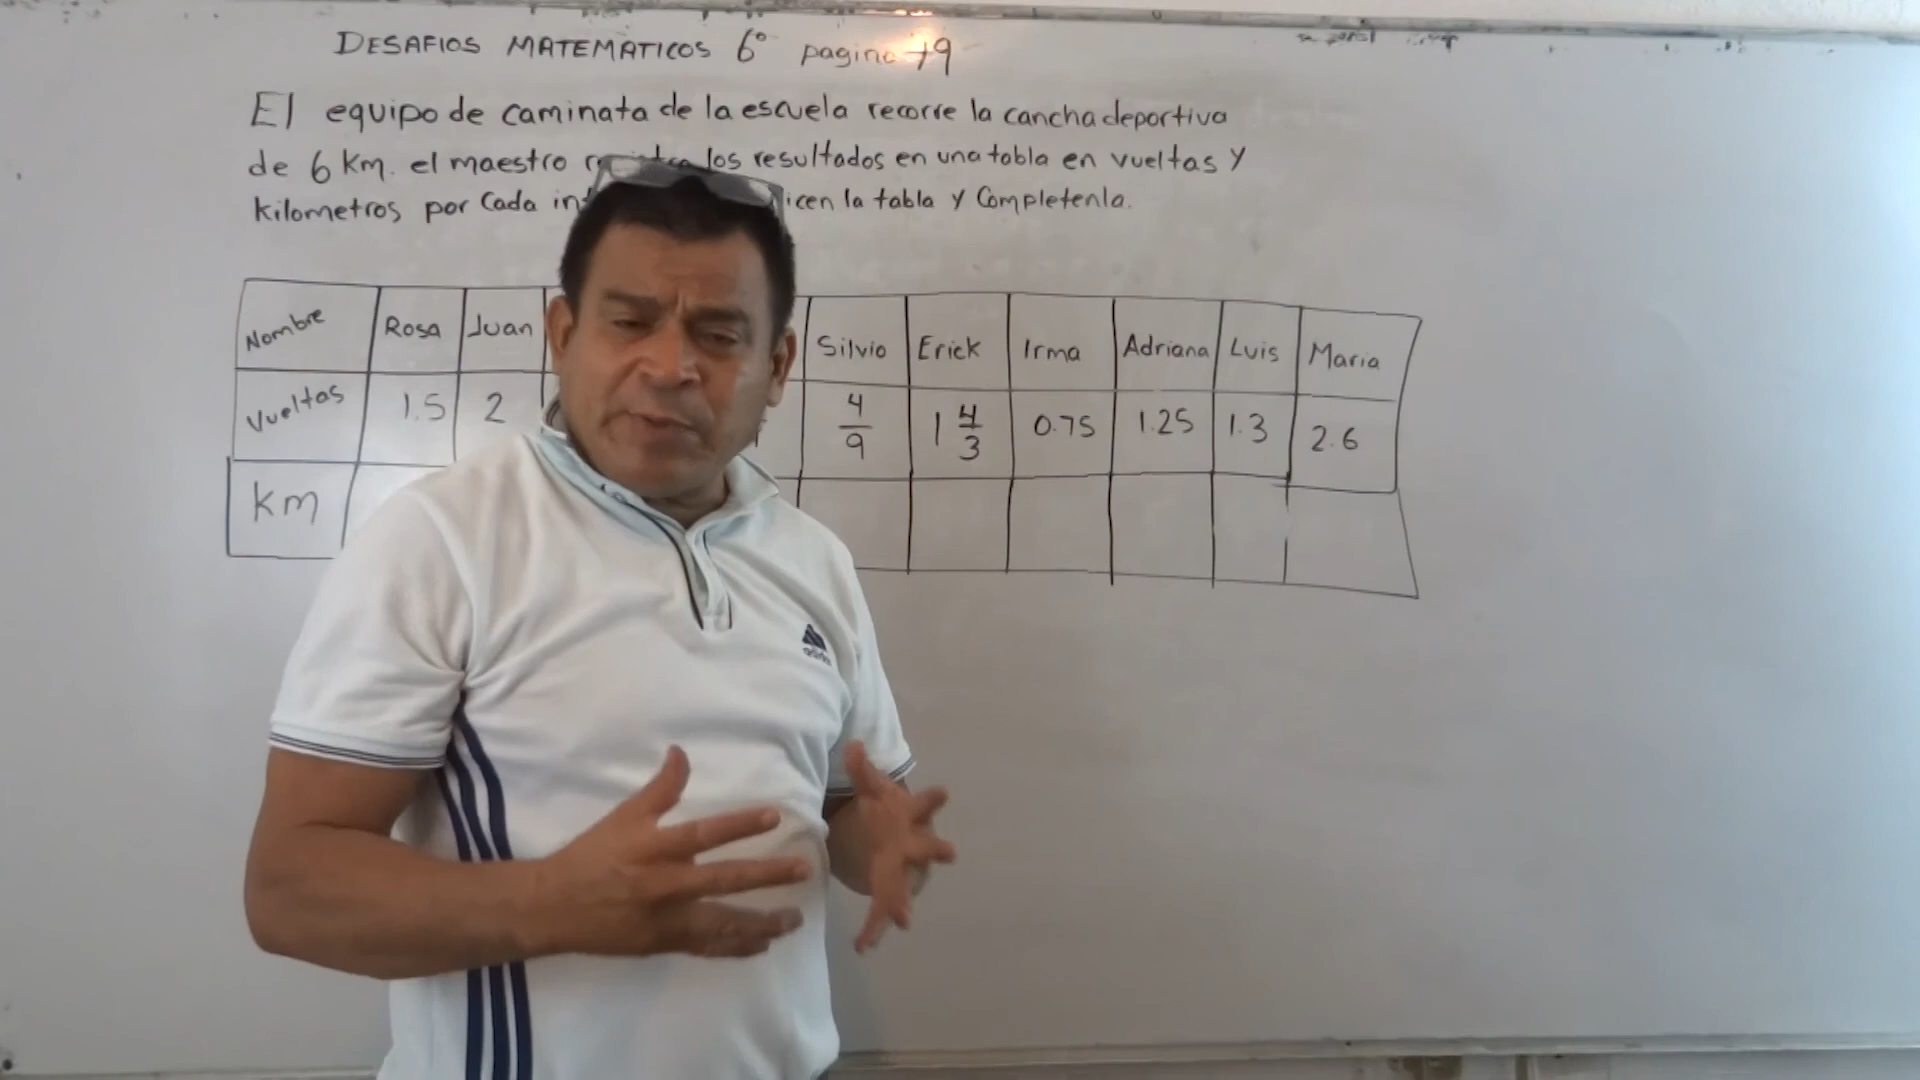 DESAFIOS MATEMATICOS 6° pagina 79
El equipo de caminata de la escuela recorre la cancha deportiva
de 6 Km. el maestro los resultados en una tabla en vueltas y
kilometros por Cada la tabla y Completenla.
Nombre Rosa Juan Silvio Erick Irma Adriana Luis Maria
Vueltas 1.5 2 4/9 1 4/3 0.75 1.25 1.3 2.6
km
adidas